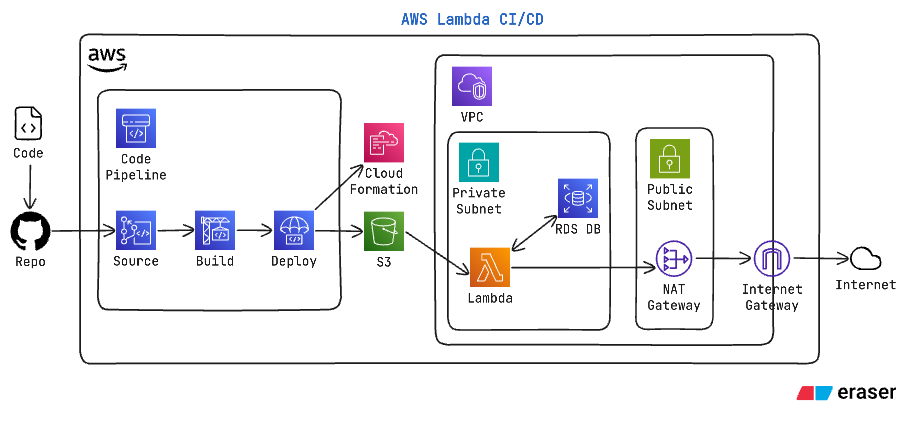 AWS Lambda CI/CD
aws
Code
Repo
Code
Pipeline
Source
Build
Deploy
Cloud
Formation
S3
VPC
Private
Subnet
RDS DB
Lambda
Public
Subnet
NAT
Gateway
Internet
Gateway
Internet
eraser